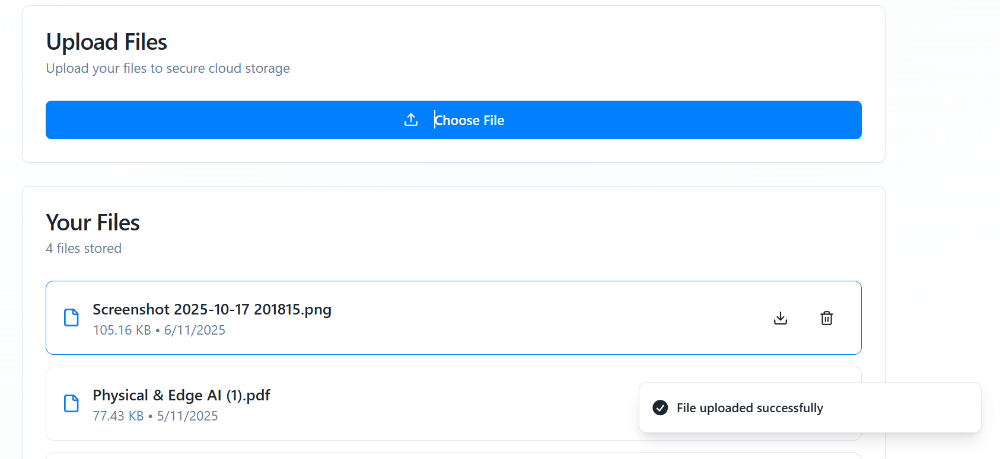 Upload Files
Upload your files to secure cloud storage
Choose File
Your Files
4 files stored
Screenshot 2025-10-17 201815.png
105.16 KB • 6/11/2025
Physical & Edge AI (1).pdf
77.43 KB • 5/11/2025
File uploaded successfully